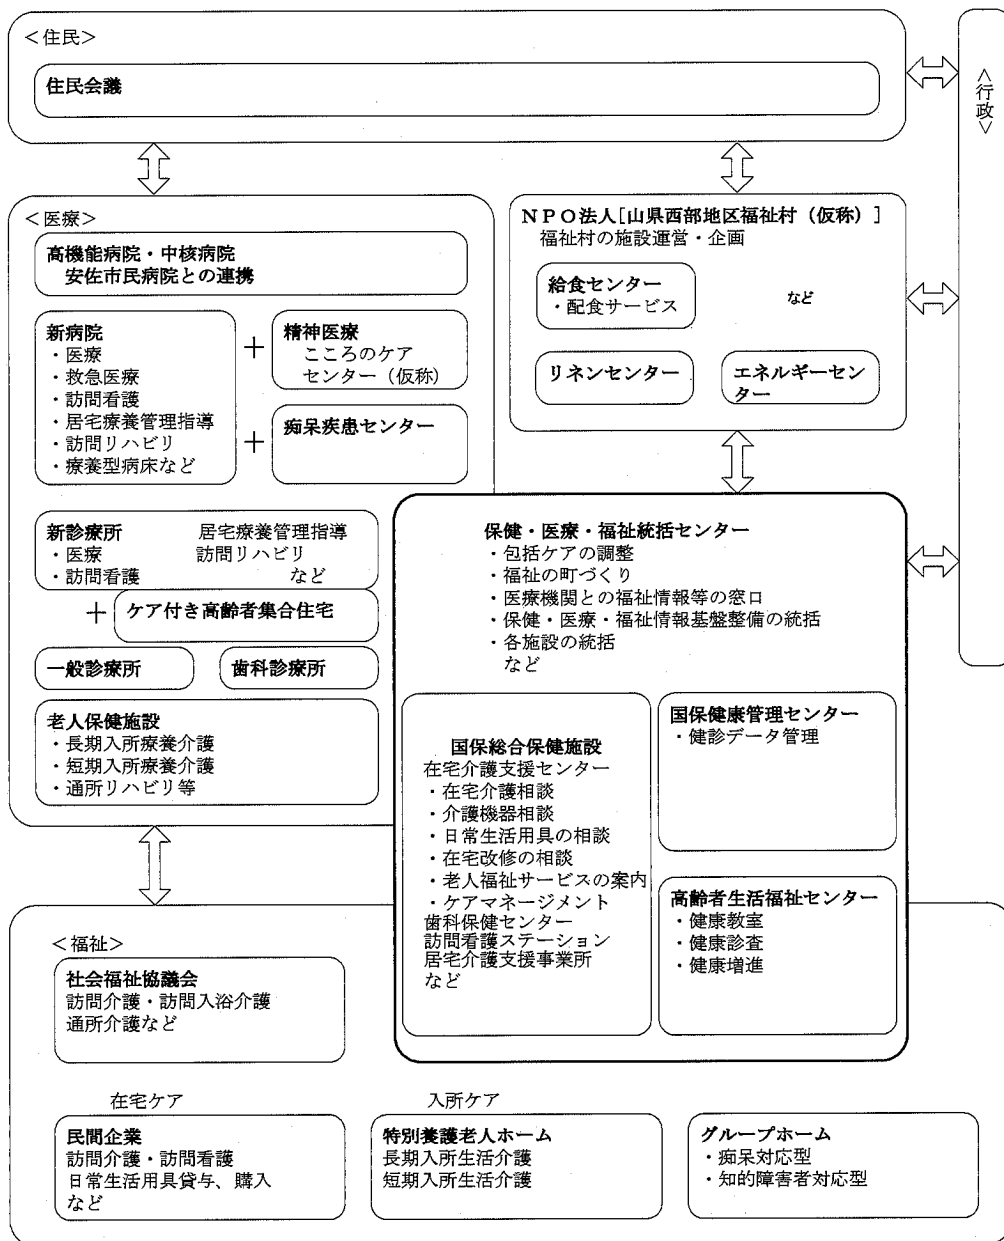 ＜住民＞
住民会議
＜行政＞
＜医療＞
高機能病院・中核病院
安佐市民病院との連携
新病院
・医療
・救急医療
・訪問看護
・居宅療養管理指導
・訪問リハビリ
・療養型病床など
＋
精神医療
こころのケア
センター（仮称）
＋
痴呆疾患センター
新診療所　居宅療養管理指導
・医療　訪問リハビリ
・訪問看護　など
＋
ケア付き高齢者集合住宅
一般診療所
歯科診療所
老人保健施設
・長期入所療養介護
・短期入所療養介護
・通所リハビリ等
ＮＰＯ法人[山県西部地区福祉村（仮称）]
福祉村の施設運営・企画
給食センター
・配食サービス
など
リネンセンター
エネルギーセン
ター
保健・医療・福祉統括センター
・包括ケアの調整
・福祉の町づくり
・医療機関との福祉情報等の窓口
・保健・医療・福祉情報基盤整備の統括
・各施設の統括
など
国保総合保健施設
在宅介護支援センター
・在宅介護相談
・介護機器相談
・日常生活用具の相談
・在宅改修の相談
・老人福祉サービスの案内
・ケアマネージメント
歯科保健センター
訪問看護ステーション
居宅介護支援事業所
など
国保健康管理センター
・健診データ管理
高齢者生活福祉センター
・健康教室
・健康診査
・健康増進
＜福祉＞
社会福祉協議会
訪問介護・訪問入浴介護
通所介護など
在宅ケア
民間企業
訪問介護・訪問看護
日常生活用具貸与、購入
など
入所ケア
特別養護老人ホーム
長期入所生活介護
短期入所生活介護
グループホーム
・痴呆対応型
・知的障害者対応型